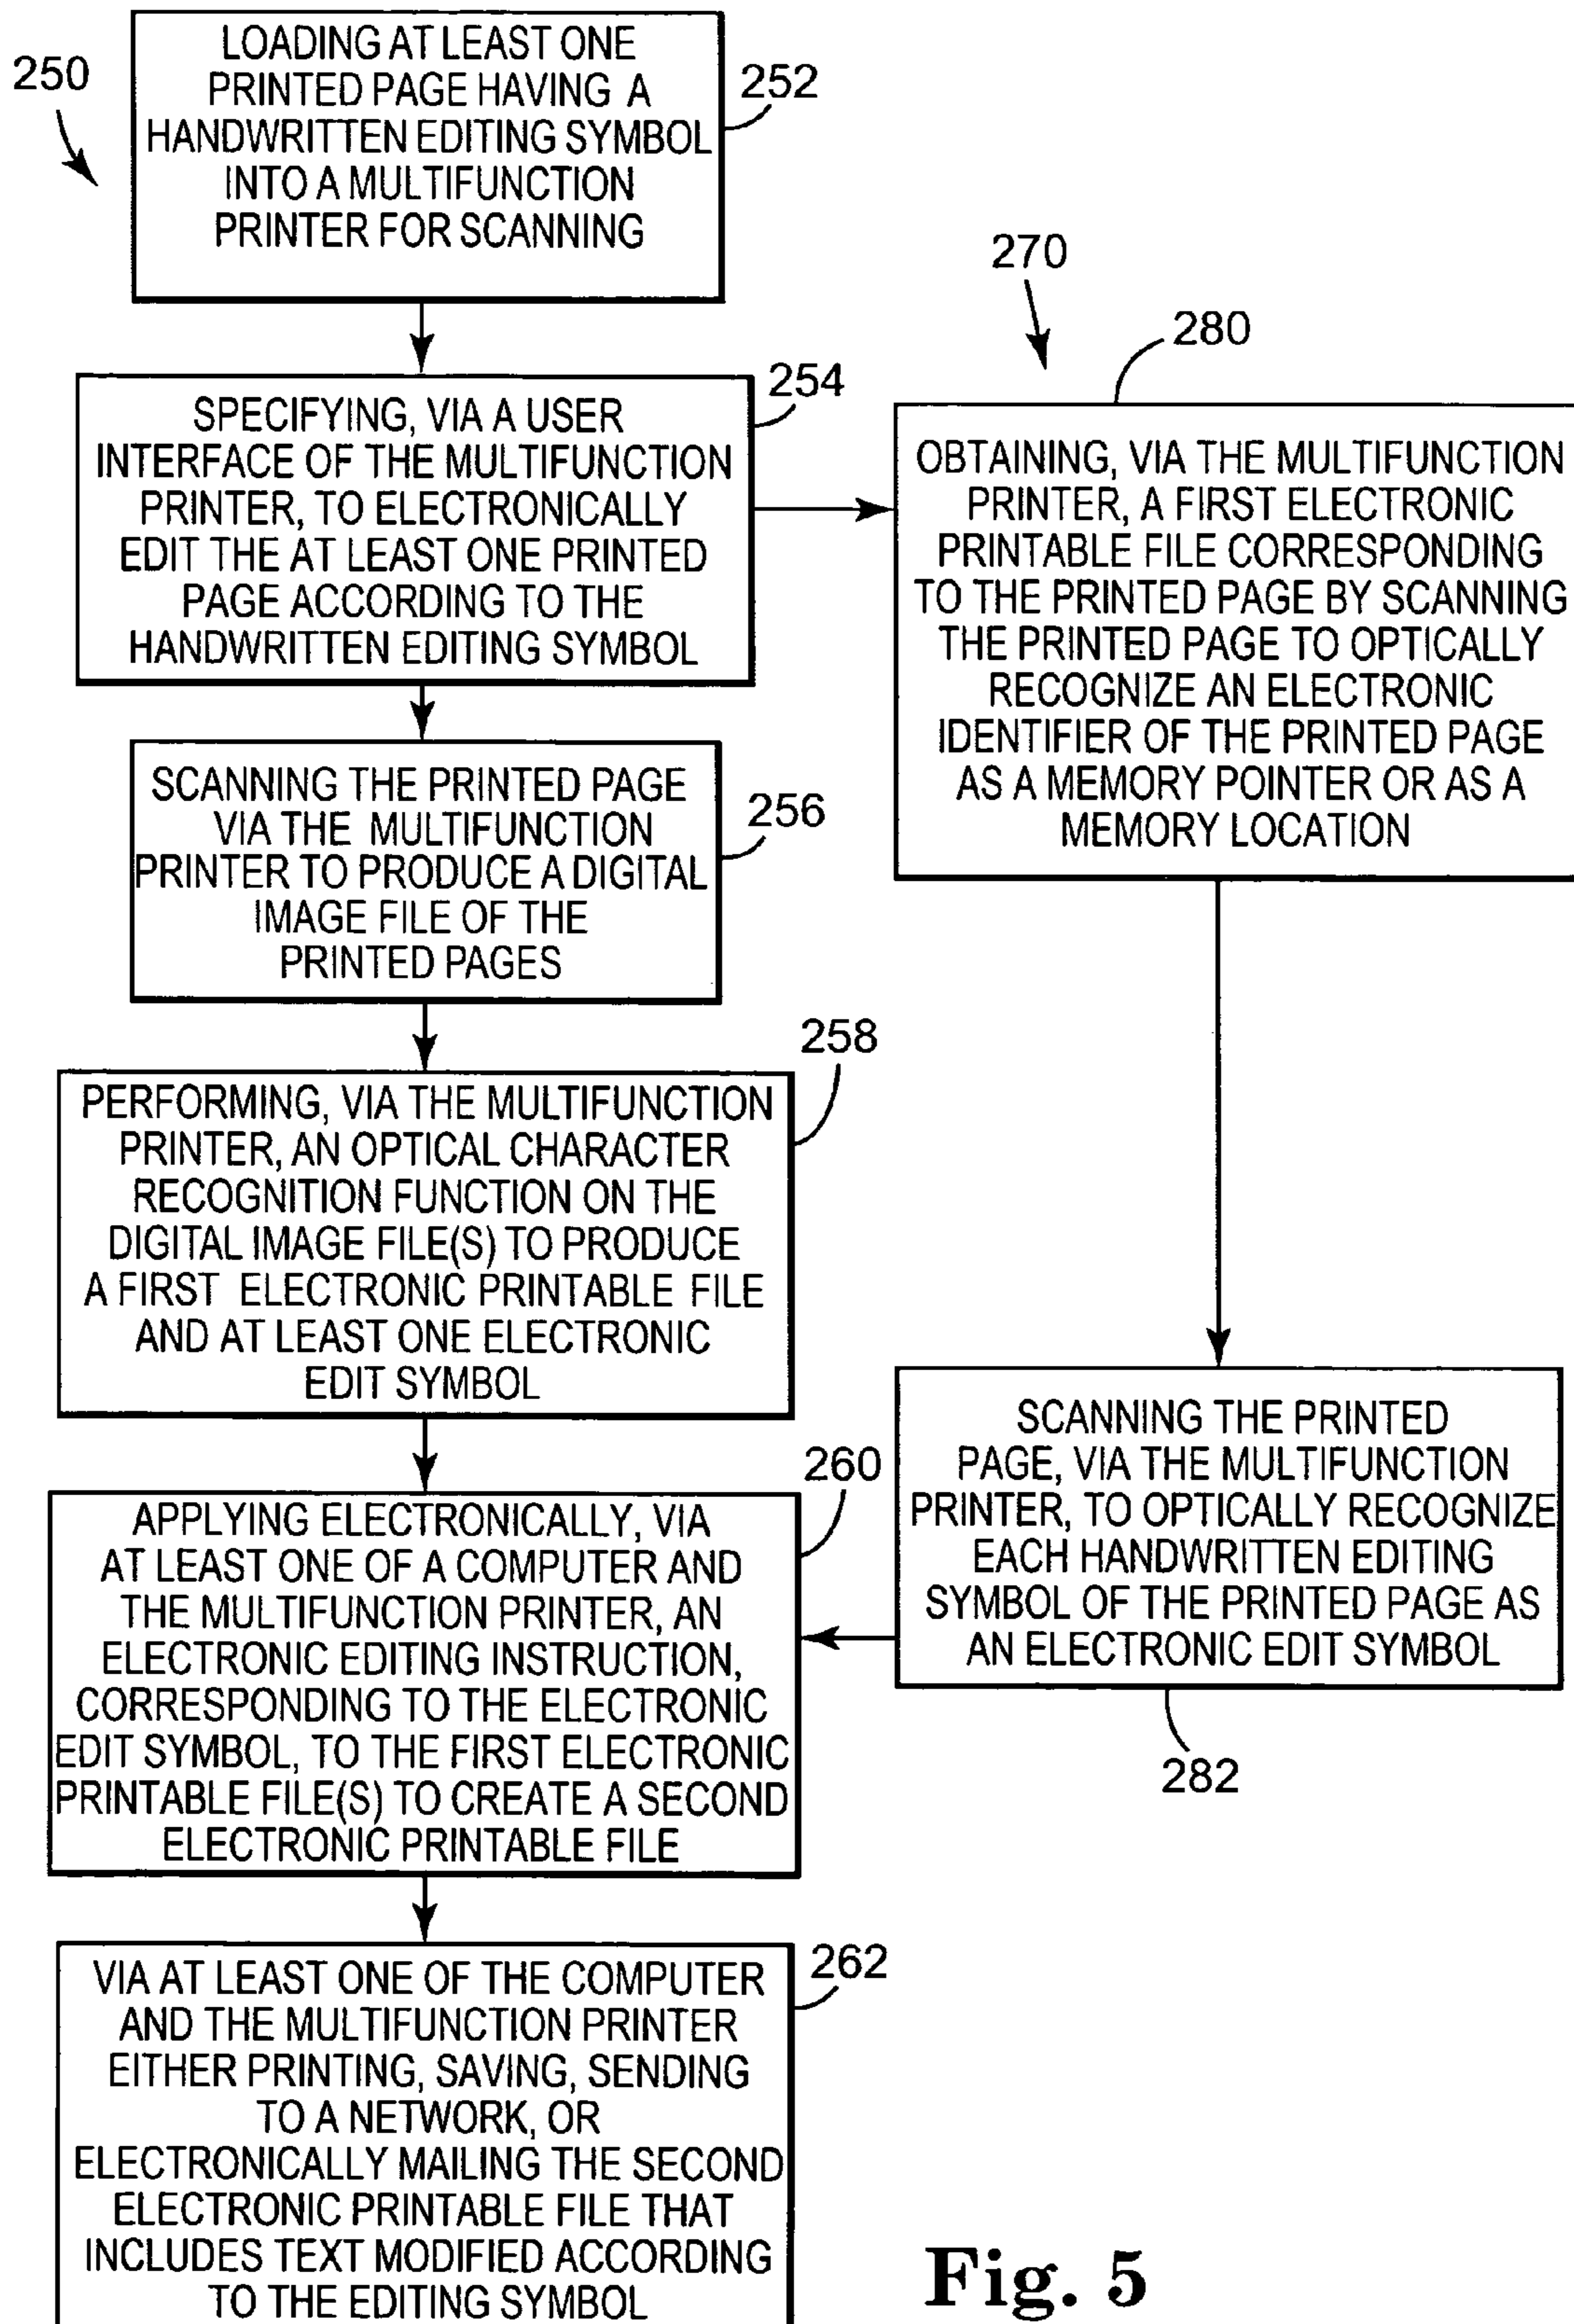 250
LOADING AT LEAST ONE
PRINTED PAGE HAVING A
HANDWRITTEN EDITING SYMBOL
INTO A MULTIFUNCTION
PRINTER FOR SCANNING
252
SPECIFYING, VIA A USER
INTERFACE OF THE MULTIFUNCTION
PRINTER, TO ELECTRONICALLY
EDIT THE AT LEAST ONE PRINTED
PAGE ACCORDING TO THE
HANDWRITTEN EDITING SYMBOL
254
SCANNING THE PRINTED PAGE
VIA THE MULTIFUNCTION
PRINTER TO PRODUCE A DIGITAL
IMAGE FILE OF THE
PRINTED PAGES
256
PERFORMING, VIA THE MULTIFUNCTION
PRINTER, AN OPTICAL CHARACTER
RECOGNITION FUNCTION ON THE
DIGITAL IMAGE FILE(S) TO PRODUCE
A FIRST ELECTRONIC PRINTABLE FILE
AND AT LEAST ONE ELECTRONIC
EDIT SYMBOL
258
270
280
OBTAINING, VIA THE MULTIFUNCTION
PRINTER, A FIRST ELECTRONIC
PRINTABLE FILE CORRESPONDING
TO THE PRINTED PAGE BY SCANNING
THE PRINTED PAGE TO OPTICALLY
RECOGNIZE AN ELECTRONIC
IDENTIFIER OF THE PRINTED PAGE
AS A MEMORY POINTER OR AS A
MEMORY LOCATION
SCANNING THE PRINTED
PAGE, VIA THE MULTIFUNCTION
PRINTER, TO OPTICALLY RECOGNIZE
EACH HANDWRITTEN EDITING
SYMBOL OF THE PRINTED PAGE AS
AN ELECTRONIC EDIT SYMBOL
282
260
APPLYING ELECTRONICALLY, VIA
AT LEAST ONE OF A COMPUTER AND
THE MULTIFUNCTION PRINTER, AN
ELECTRONIC EDITING INSTRUCTION,
CORRESPONDING TO THE ELECTRONIC
EDIT SYMBOL, TO THE FIRST ELECTRONIC
PRINTABLE FILE(S) TO CREATE A SECOND
ELECTRONIC PRINTABLE FILE
262
VIA AT LEAST ONE OF THE COMPUTER
AND THE MULTIFUNCTION PRINTER
EITHER PRINTING, SAVING, SENDING
TO A NETWORK, OR
ELECTRONICALLY MAILING THE SECOND
ELECTRONIC PRINTABLE FILE THAT
INCLUDES TEXT MODIFIED ACCORDING
TO THE EDITING SYMBOL
Fig. 5